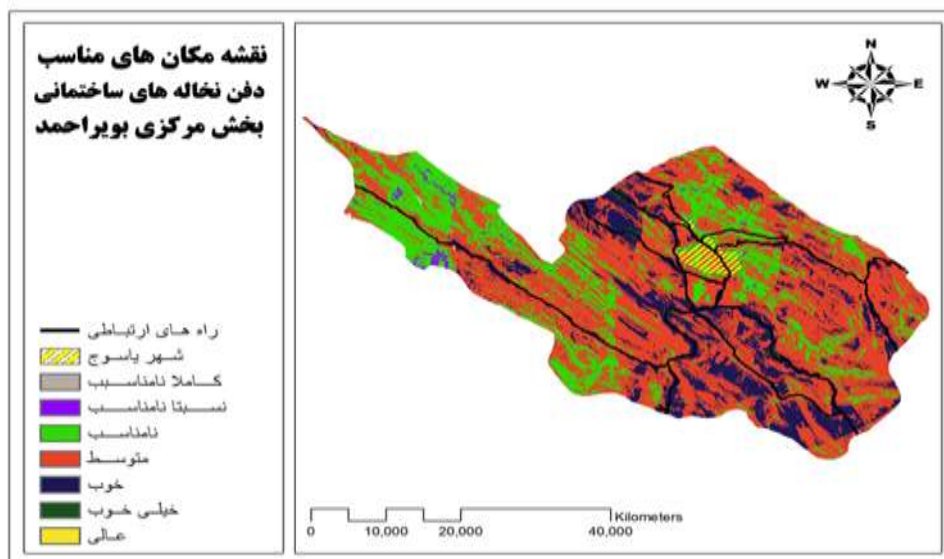 نقشه مکان های مناسب
دفن نخاله های ساختمانی
بخش مرکزی بویراحمد
راه های ارتباطی
شهر یاسوج
کاملا نامناسب
نسبتا نامناسب
نامناسب
متوسط
خوب
خیلی خوب
عالی
N
W E
S
Kilometers
0 10,000 20,000 40,000